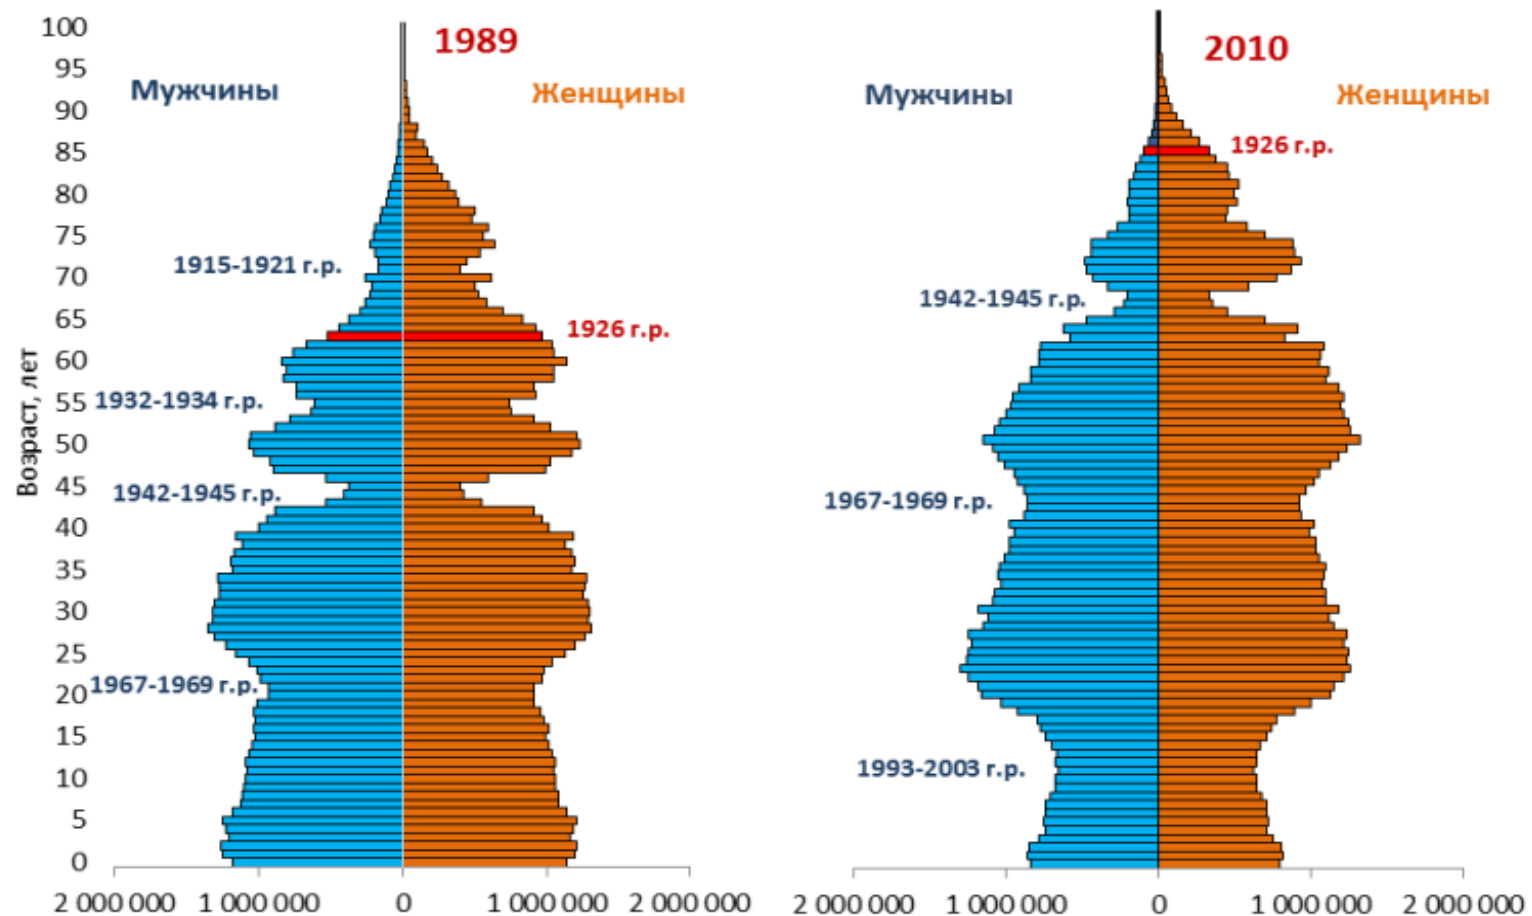 1989
Мужчины
Женщины
1915-1921 г.р.
1926 г.р.
1932-1934 г.р.
1942-1945 г.р.
1967-1969 г.р.
Возраст, лет
100
95
90
85
80
75
70
65
60
55
50
45
40
35
30
25
20
15
10
5
0
2 000 000 1 000 000 0 1 000 000 2 000 000
2010
Мужчины
Женщины
1926 г.р.
1942-1945 г.р.
1967-1969 г.р.
1993-2003 г.р.
2 000 000 1 000 000 0 1 000 000 2 000 000